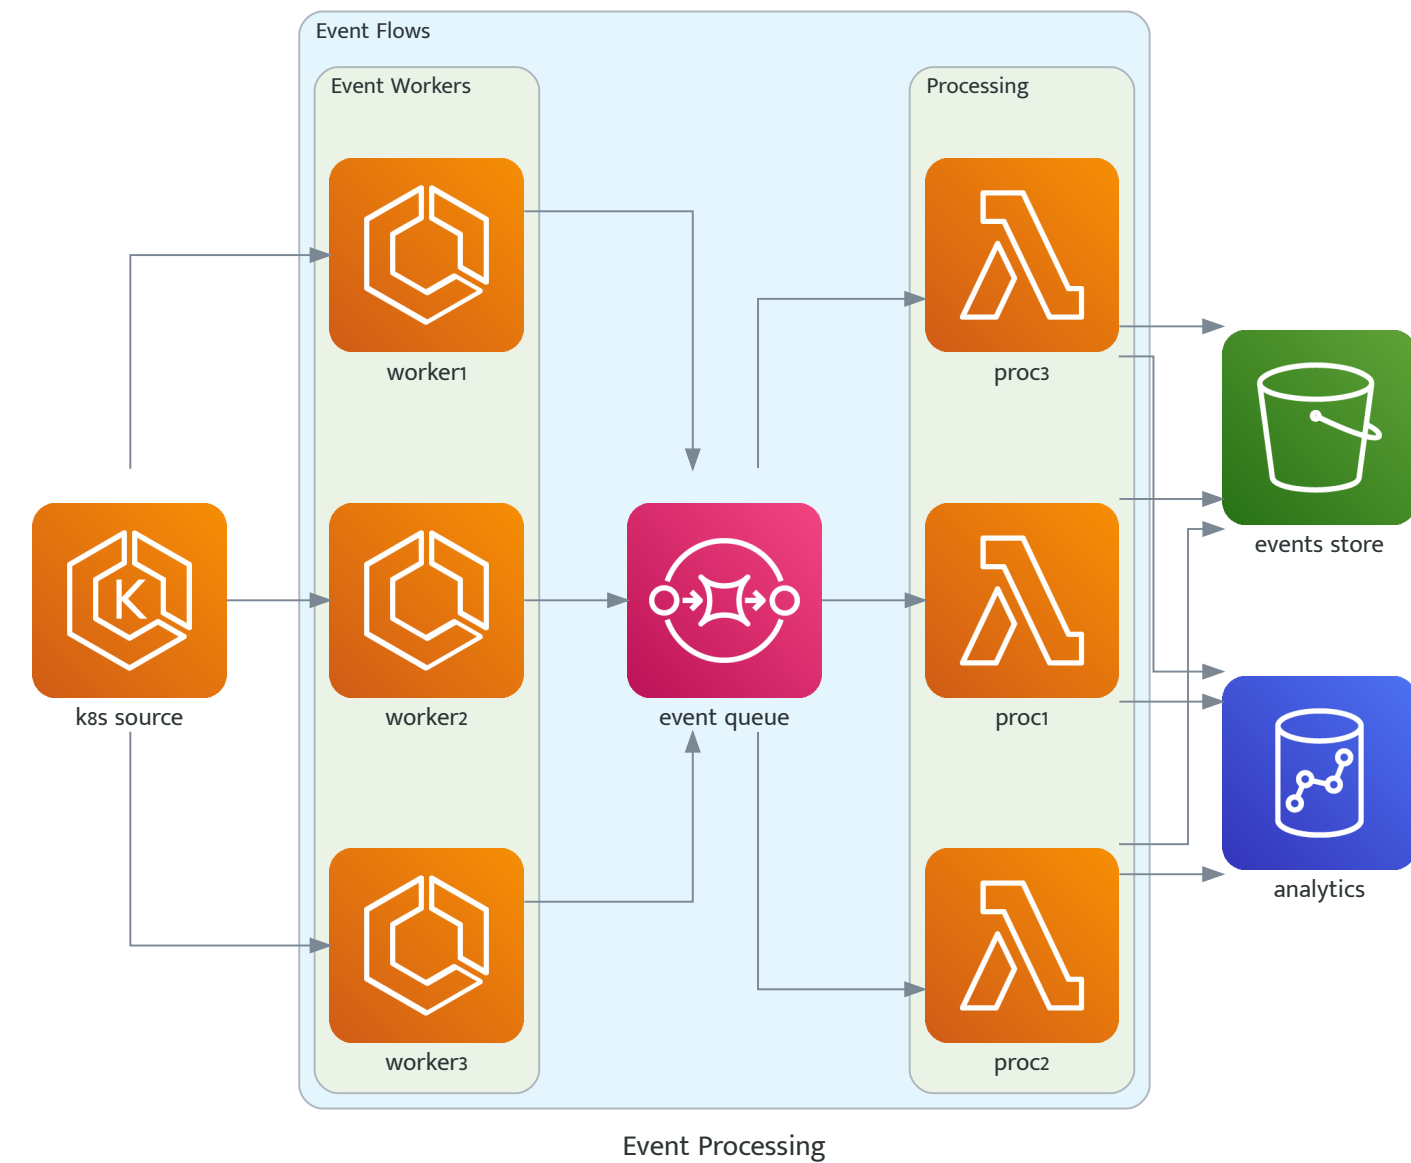 Event Flows
Event Workers
Processing
worker1
proc3
events store
K
k8s source
worker2
event queue
proc1
analytics
worker3
proc2
Event Processing